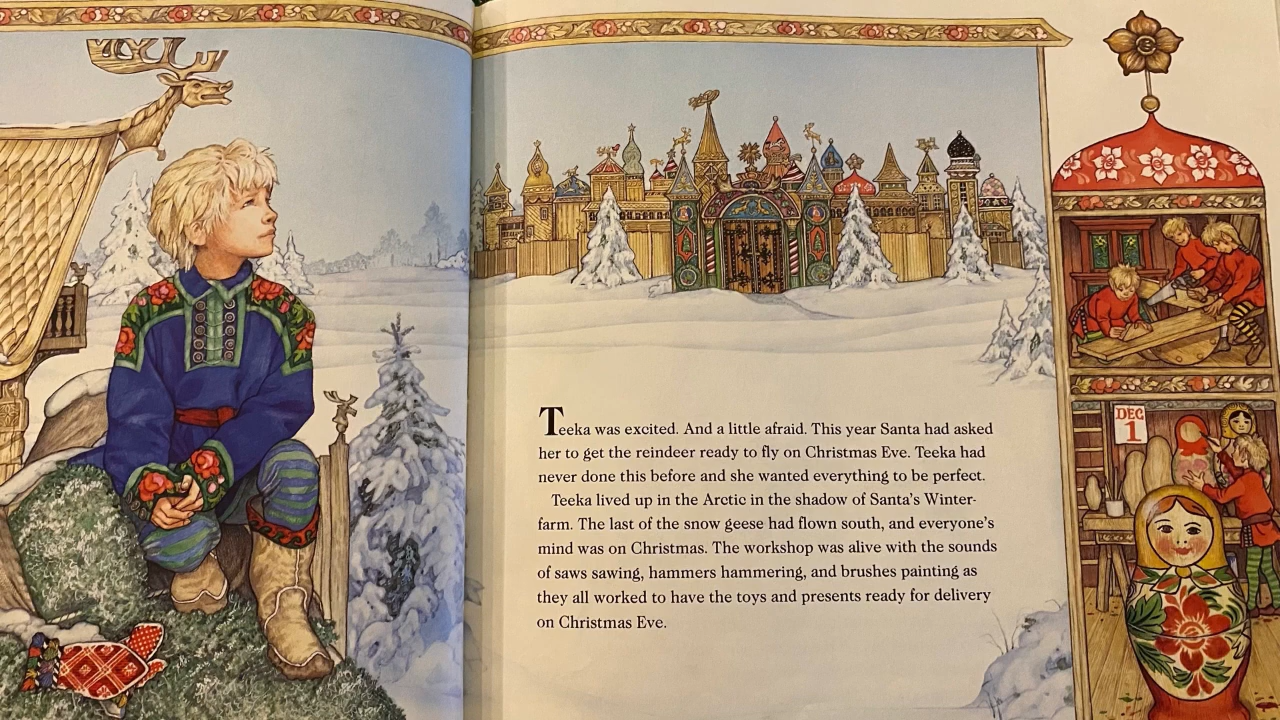 Teeka was excited. And a little afraid. This year Santa had asked
her to get the reindeer ready to fly on Christmas Eve. Teeka had
never done this before and she wanted everything to be perfect.
Teeka lived up in the Arctic in the shadow of Santa's Winter-
farm. The last of the snow geese had flown south, and everyone's
mind was on Christmas. The workshop was alive with the sounds
of saws sawing, hammers hammering, and brushes painting as
they all worked to have the toys and presents ready for delivery
on Christmas Eve.
DEC
1